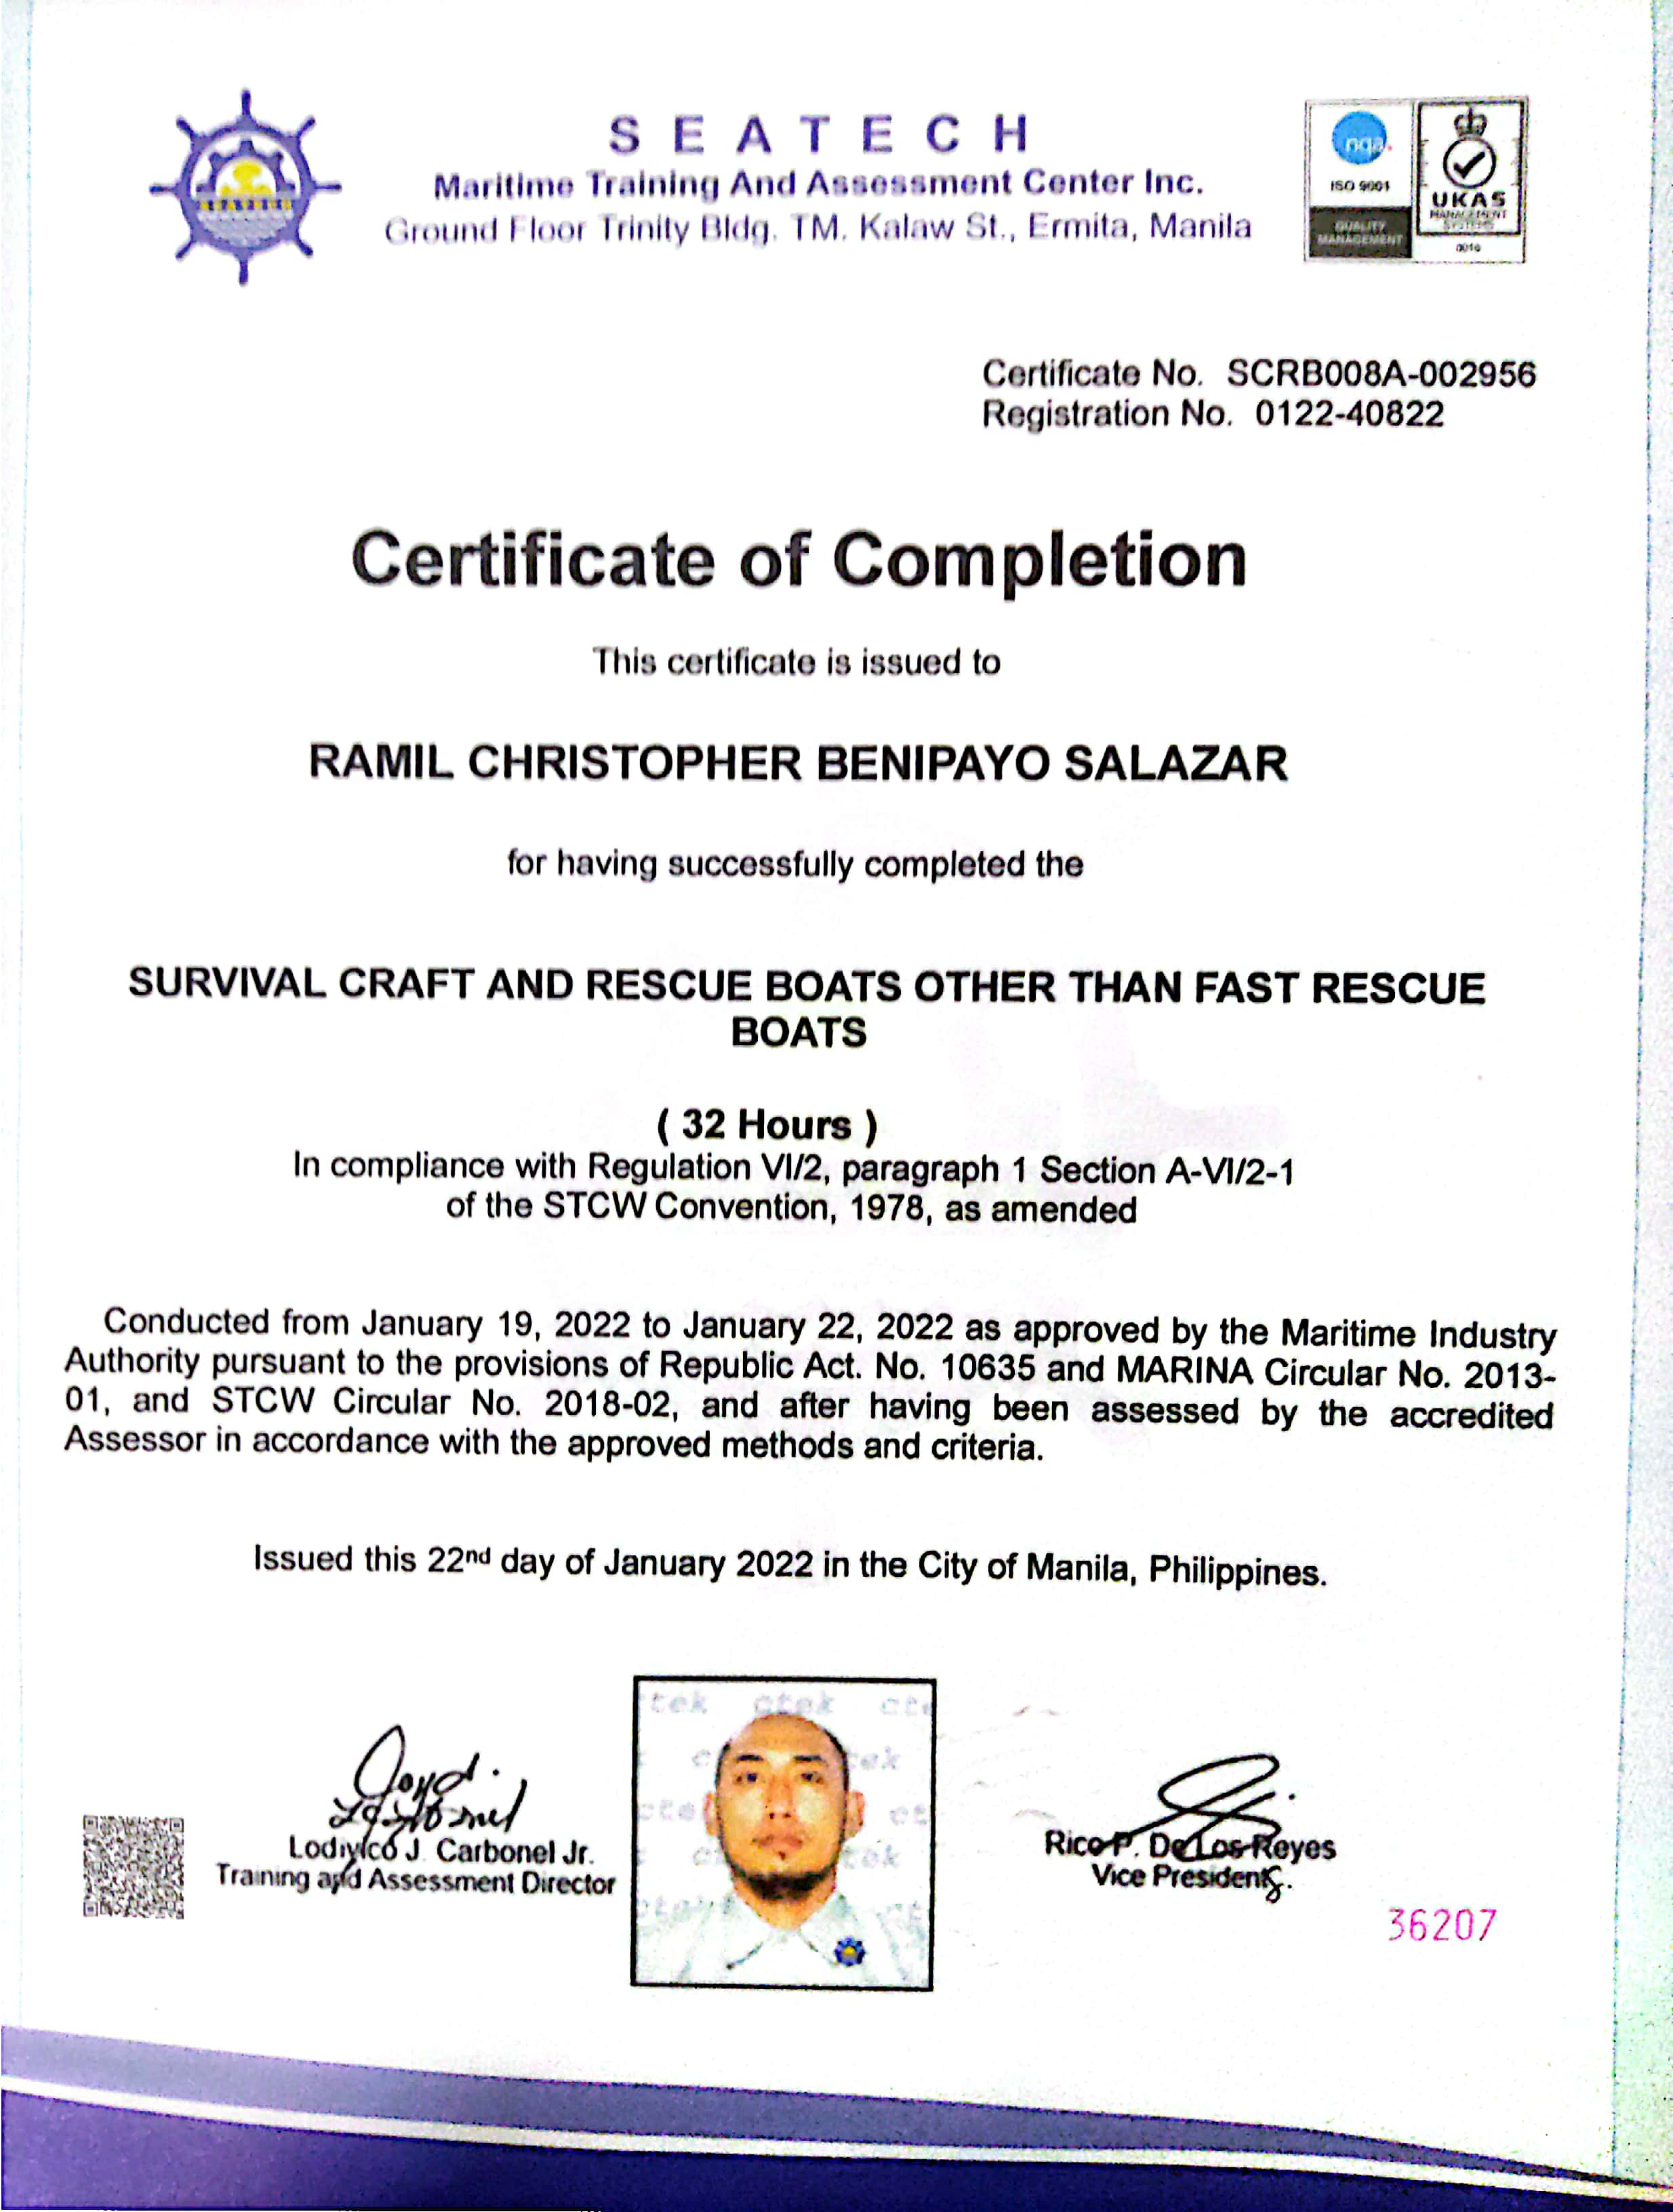 SEATECH
Maritime Training And Assessment Center Inc.
Ground Floor Trinity Bldg. TM. Kalaw St., Ermita, Manila
nqa.
ISO 9001
QUALITY
MANAGEMENT
UKAS
MANAGEMENT
SYSTEMS
0016
Certificate No. SCRB008A-002956
Registration No. 0122-40822
Certificate of Completion
This certificate is issued to
RAMIL CHRISTOPHER BENIPAYO SALAZAR
for having successfully completed the
SURVIVAL CRAFT AND RESCUE BOATS OTHER THAN FAST RESCUE
BOATS
( 32 Hours )
In compliance with Regulation VI/2, paragraph 1 Section A-VI/2-1
of the STCW Convention, 1978, as amended
Conducted from January 19, 2022 to January 22, 2022 as approved by the Maritime Industry
Authority pursuant to the provisions of Republic Act. No. 10635 and MARINA Circular No. 2013-
01, and STCW Circular No. 2018-02, and after having been assessed by the accredited
Assessor in accordance with the approved methods and criteria.
Issued this 22nd day of January 2022 in the City of Manila, Philippines.
Lodivico J. Carbonel Jr.
Training and Assessment Director
Rico P. De Los Reyes
Vice President
36207